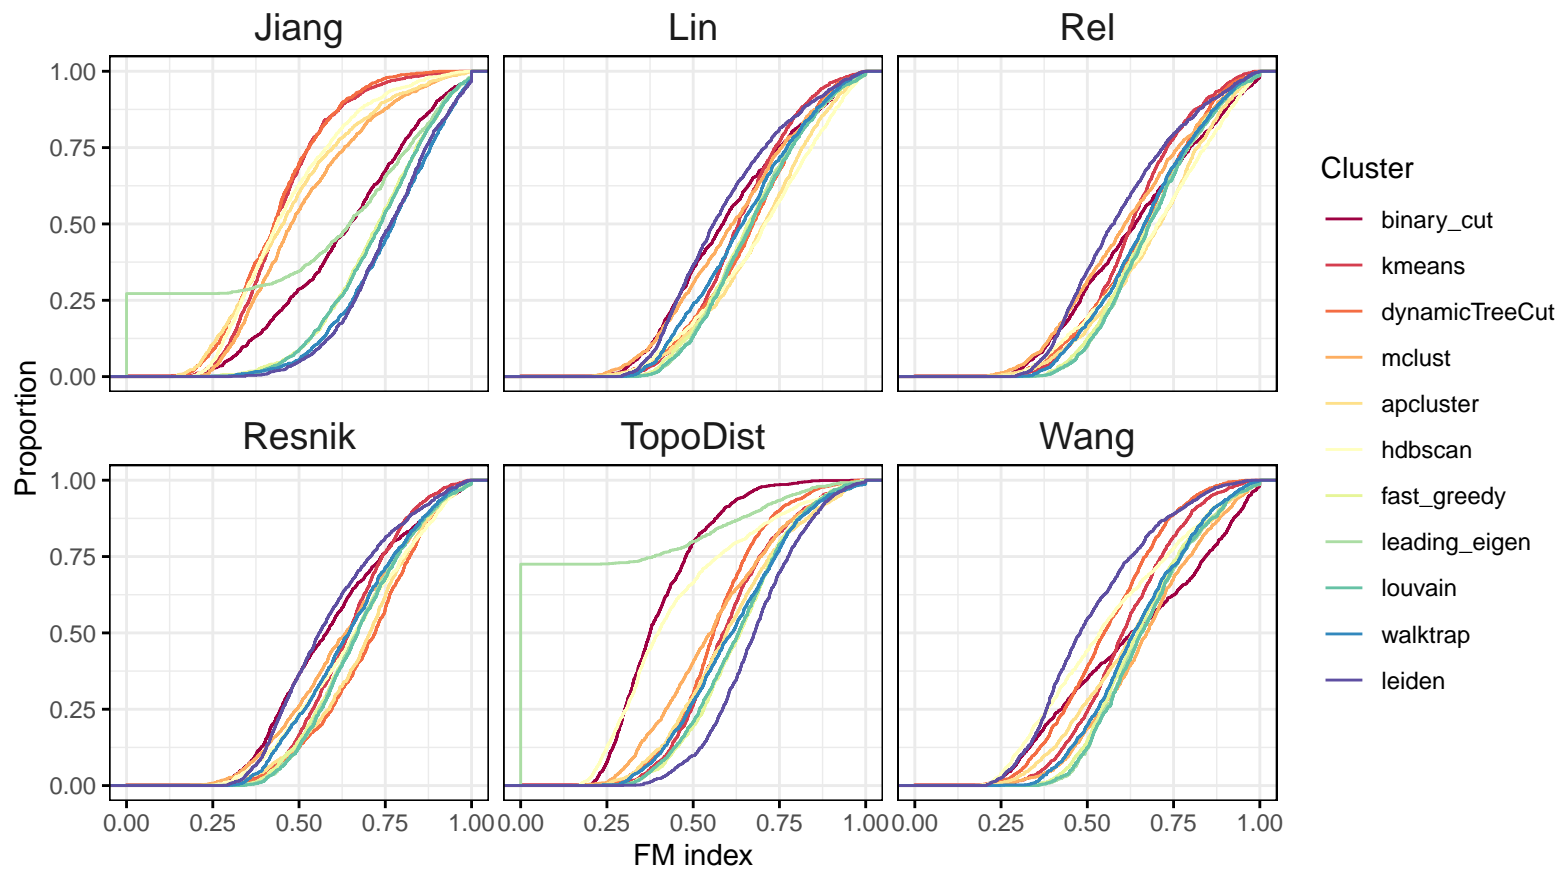 Jiang
Lin
Rel
1.00
0.75
0.50
0.25
0.00
Resnik
TopoDist
Wang
1.00
0.75
0.50
0.25
0.00
0.00 0.25 0.50 0.75 1.00
0.00 0.25 0.50 0.75 1.00
0.00 0.25 0.50 0.75 1.00
FM index
Proportion
Cluster
binary_cut
kmeans
dynamicTreeCut
mclust
apcluster
hdbscan
fast_greedy
leading_eigen
louvain
walktrap
leiden